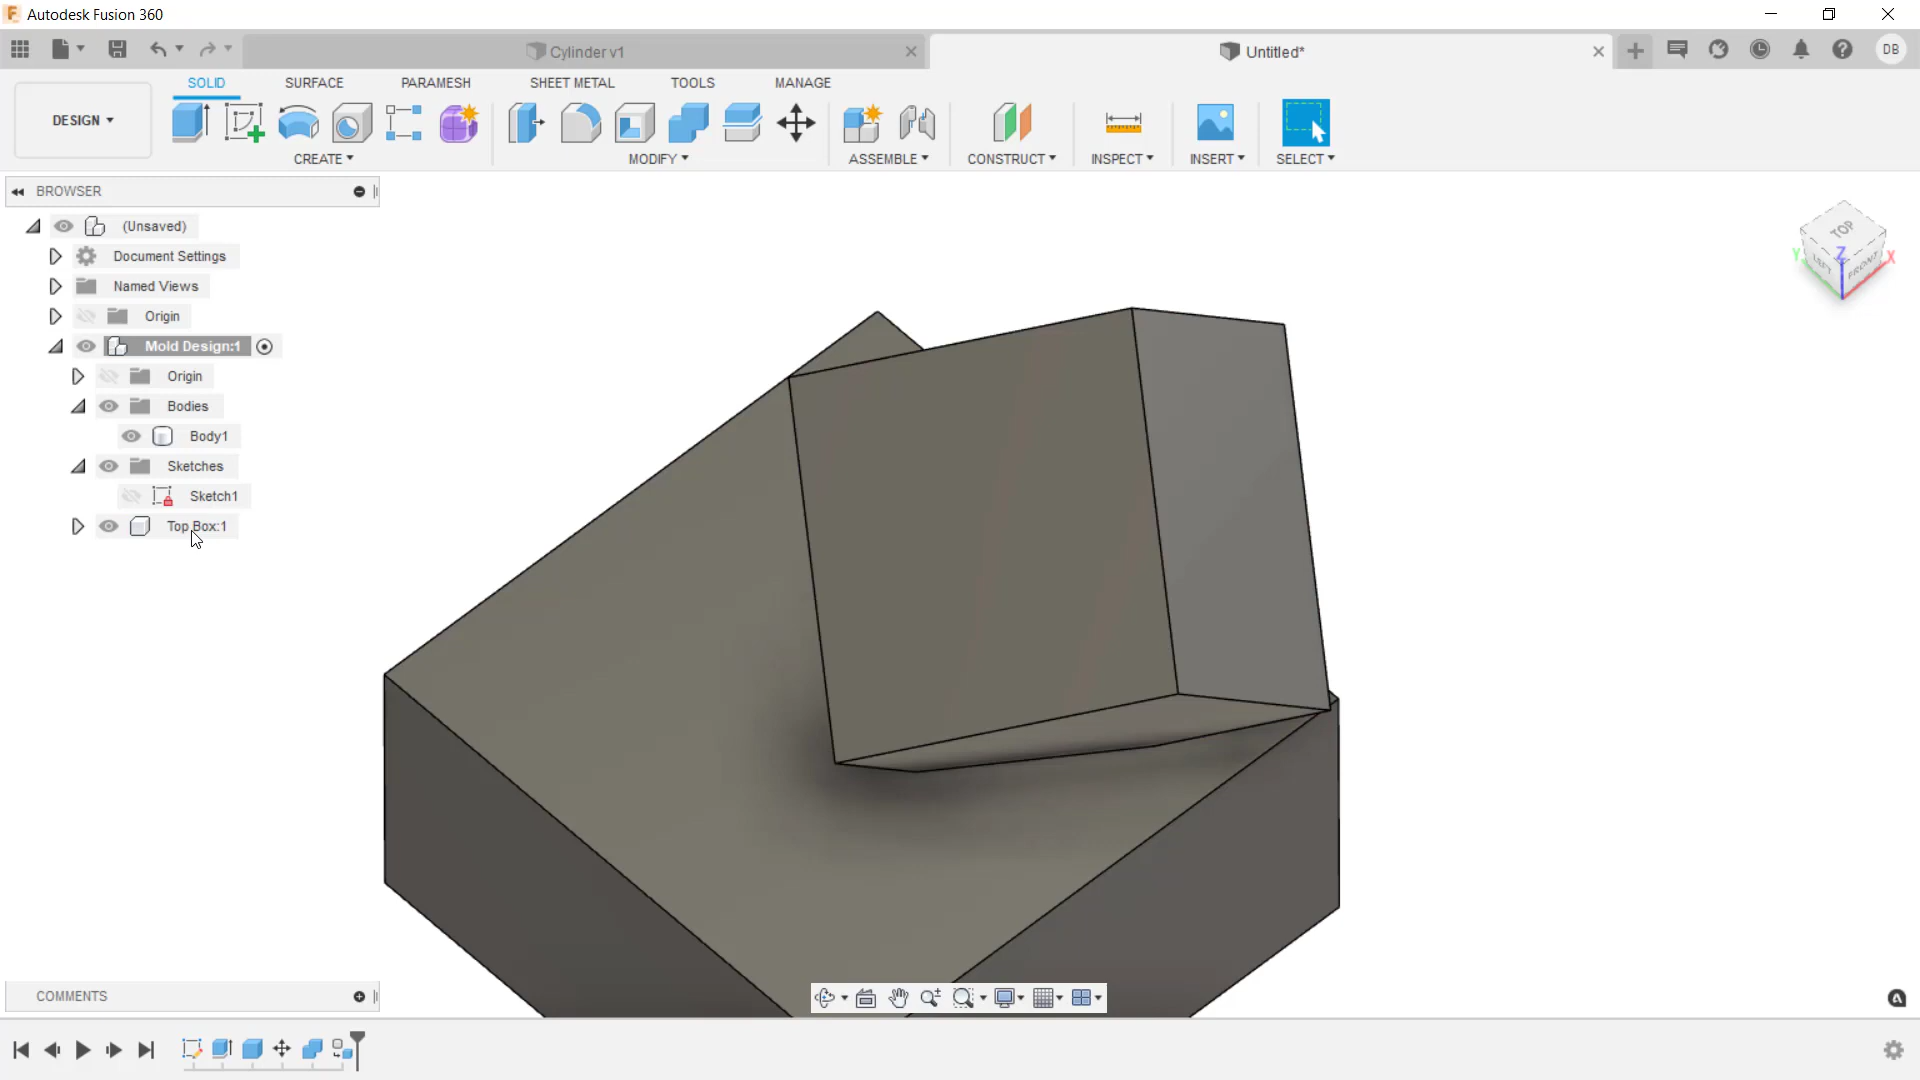 Autodesk Fusion 360
Cylinder v1
Untitled*
DB
DESIGN
SOLID
SURFACE
PARAMESH
SHEET METAL
TOOLS
MANAGE
CREATE
MODIFY
ASSEMBLE
CONSTRUCT
INSPECT
INSERT
SELECT
BROWSER
(Unsaved)
Document Settings
Named Views
Origin
Mold Design:1
Origin
Bodies
Body1
Sketches
Sketch1
Top Box:1
TOP
LEFT
FRONT
Y
Z
X
COMMENTS